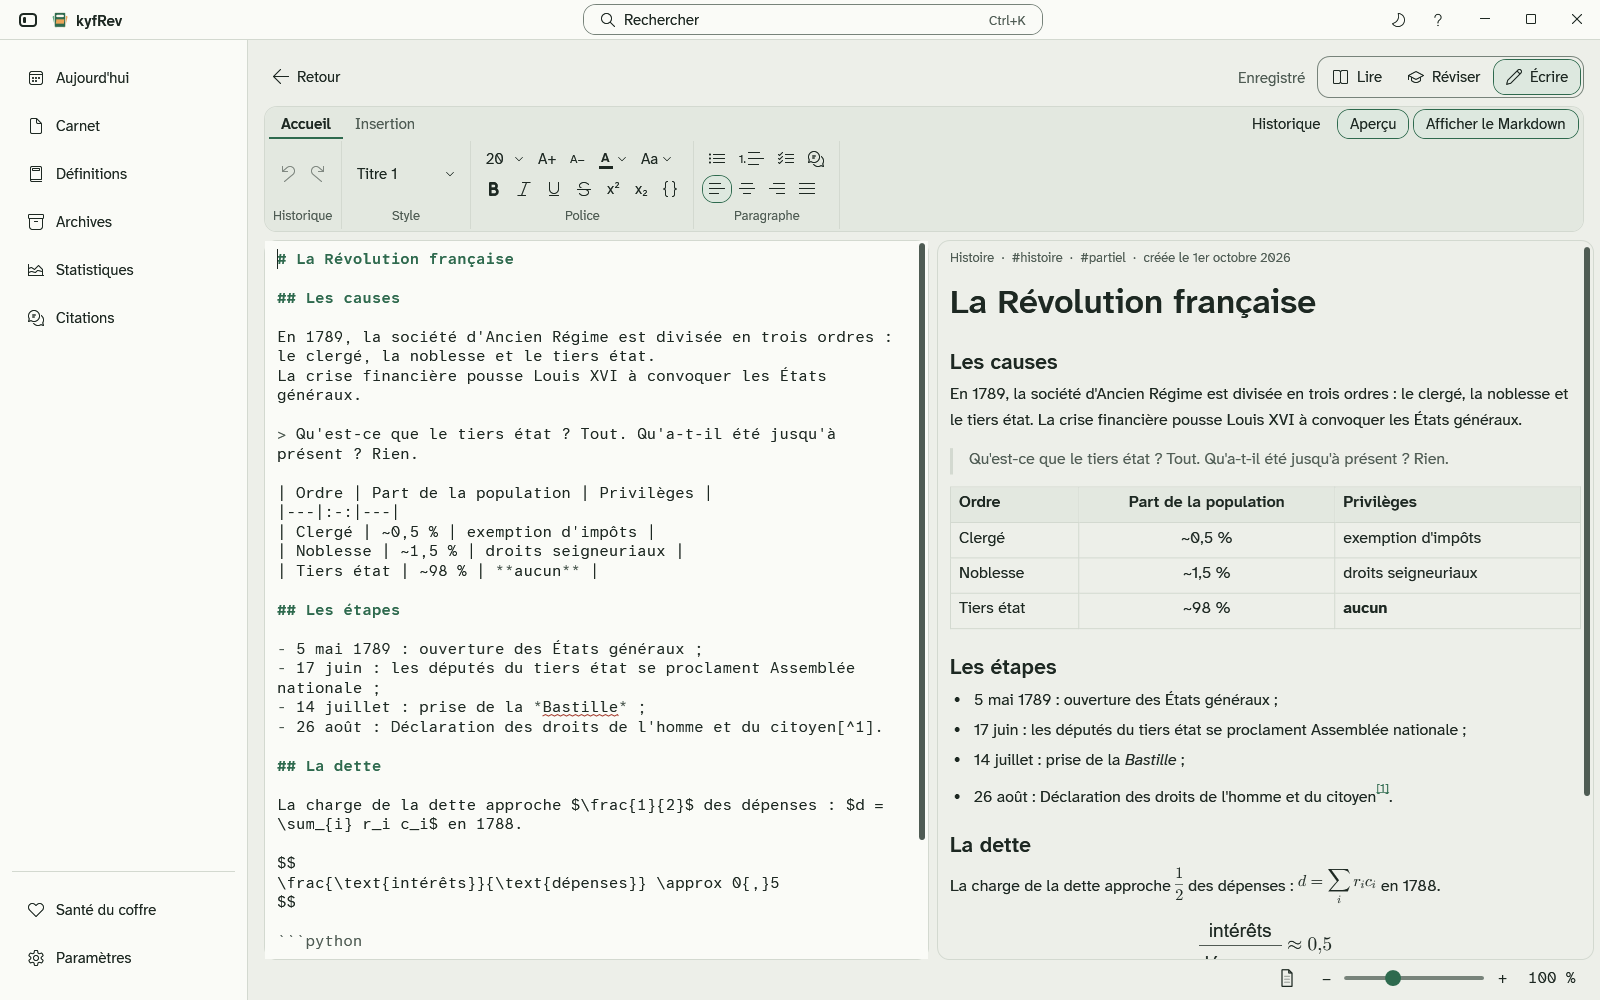 kyfRev
Rechercher
Ctrl+K
?
Aujourd'hui
Carnet
Définitions
Archives
Statistiques
Citations
Santé du coffre
Paramètres
Retour
Enregistré
Lire
Réviser
Écrire
Accueil
Insertion
Historique
Aperçu
Afficher le Markdown
Historique
Titre 1
Style
20
A+
A−
A
Aa
B I U S x² x₂ {}
Police
1.
Paragraphe
# La Révolution française
## Les causes
En 1789, la société d'Ancien Régime est divisée en trois ordres :
le clergé, la noblesse et le tiers état.
La crise financière pousse Louis XVI à convoquer les États
généraux.
> Qu'est-ce que le tiers état ? Tout. Qu'a-t-il été jusqu'à
présent ? Rien.
| Ordre | Part de la population | Privilèges |
|---|:-:|---|
| Clergé | ~0,5 % | exemption d'impôts |
| Noblesse | ~1,5 % | droits seigneuriaux |
| Tiers état | ~98 % | **aucun** |
## Les étapes
- 5 mai 1789 : ouverture des États généraux ;
- 17 juin : les députés du tiers état se proclament Assemblée
nationale ;
- 14 juillet : prise de la *Bastille* ;
- 26 août : Déclaration des droits de l'homme et du citoyen[^1].
## La dette
La charge de la dette approche $\frac{1}{2}$ des dépenses : $d =
\sum_{i} r_i c_i$ en 1788.
$$
\frac{\text{intérêts}}{\text{dépenses}} \approx 0{,}5
$$
```python
Histoire · #histoire · #partiel · créée le 1er octobre 2026
La Révolution française
Les causes
En 1789, la société d'Ancien Régime est divisée en trois ordres : le clergé, la noblesse et
le tiers état. La crise financière pousse Louis XVI à convoquer les États généraux.
Qu'est-ce que le tiers état ? Tout. Qu'a-t-il été jusqu'à présent ? Rien.
Ordre Part de la population Privilèges
Clergé ~0,5 % exemption d'impôts
Noblesse ~1,5 % droits seigneuriaux
Tiers état ~98 % aucun
Les étapes
• 5 mai 1789 : ouverture des États généraux ;
• 17 juin : les députés du tiers état se proclament Assemblée nationale ;
• 14 juillet : prise de la Bastille ;
• 26 août : Déclaration des droits de l'homme et du citoyen[1].
La dette
La charge de la dette approche 1/2 des dépenses : d = ∑i rᵢcᵢ en 1788.
intérêts
≈ 0,5
− + 100 %